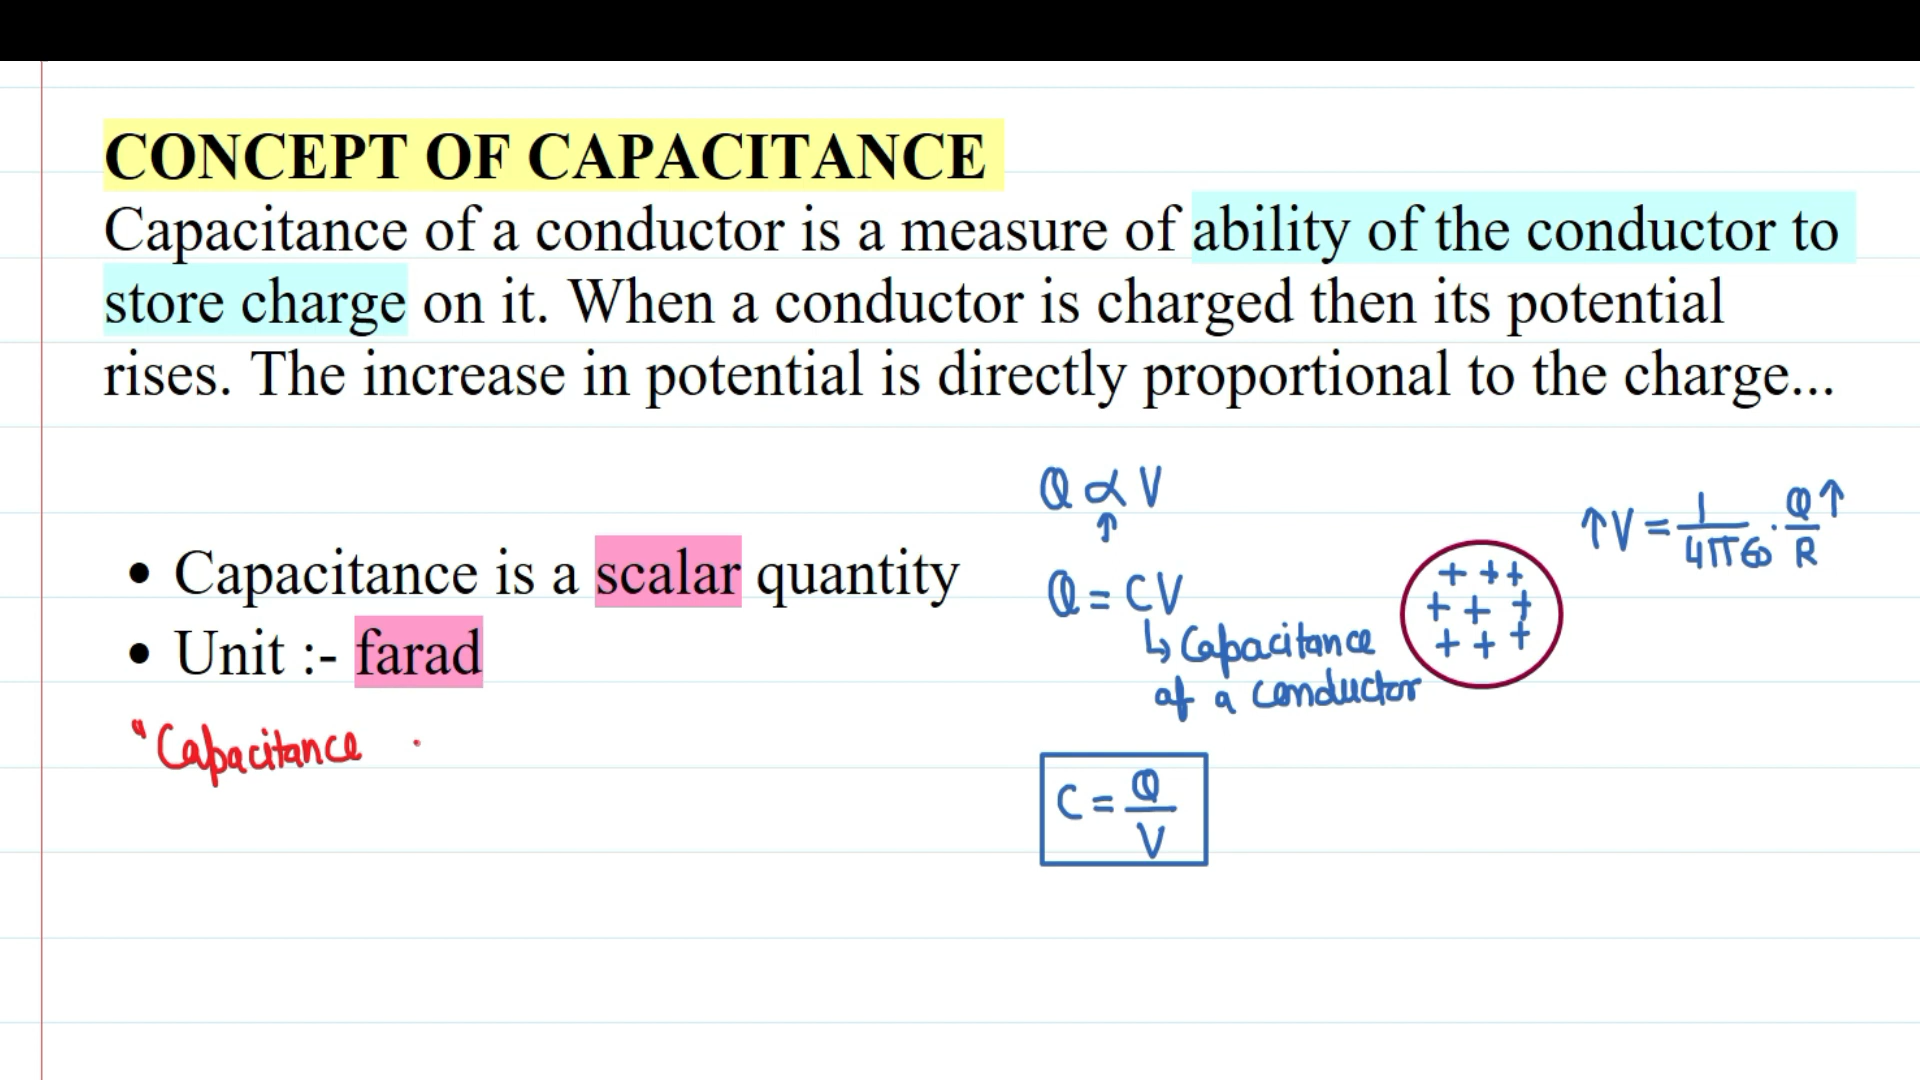 CONCEPT OF CAPACITANCE
Capacitance of a conductor is a measure of ability of the conductor to
store charge on it. When a conductor is charged then its potential
rises. The increase in potential is directly proportional to the charge...
• Capacitance is a scalar quantity
• Unit :- farad
"Capacitance
Q ∝ V
↑
Q = CV
↳ Capacitance
of a conductor
C = Q/V
+ + +
+ + +
+ + +
↑V = 1/4πε0 · Q↑/R